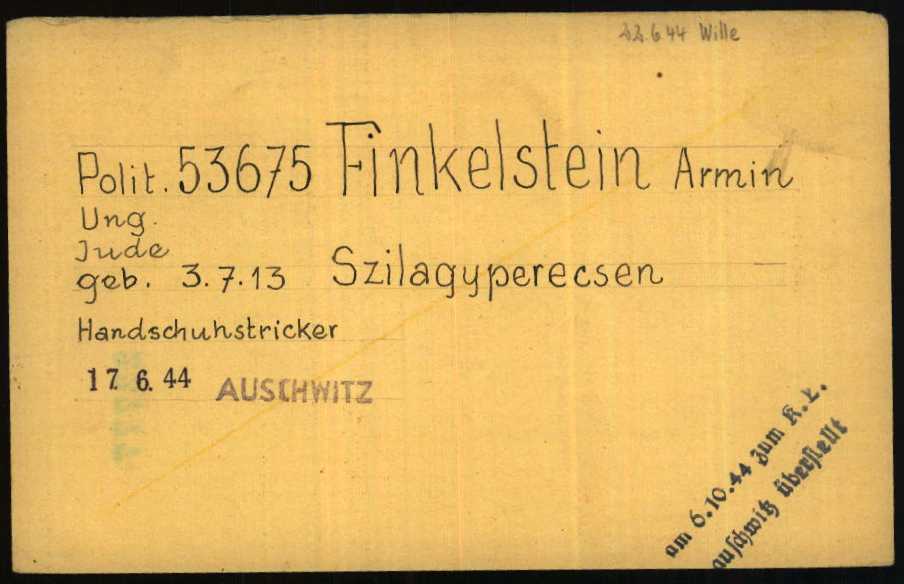 22.6.44 Wille
Polit. 53675 Finkelstein Armin
Ung.
Jude
geb. 3.7.13 Szilagyperecsen
Handschuhstricker
17. 6. 44 AUSCHWITZ
am 6.10.44 zum K.L.
Auschwitz überstellt